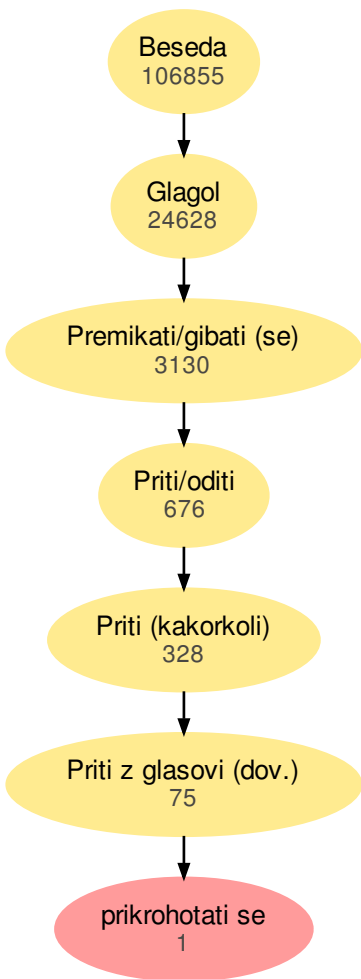 Beseda
106855
Glagol
24628
Premikati/gibati (se)
3130
Priti/oditi
676
Priti (kakorkoli)
328
Priti z glasovi (dov.)
75
prikrohotati se
1